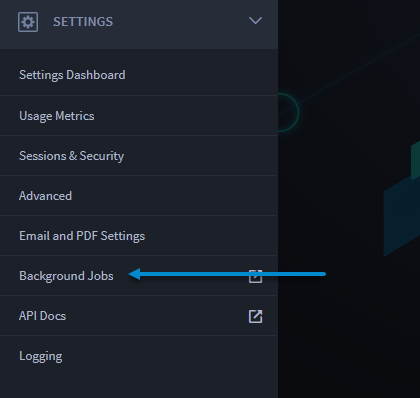 SETTINGS
Settings Dashboard
Usage Metrics
Sessions & Security
Advanced
Email and PDF Settings
Background Jobs
API Docs
Logging